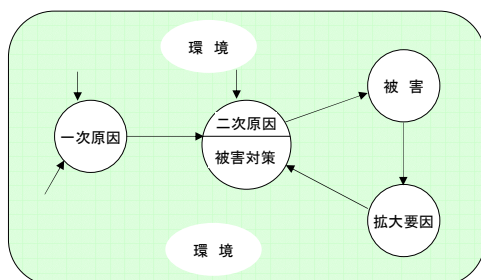 環 境
被 害
一次原因
二次原因
被害対策
拡大要因
環 境